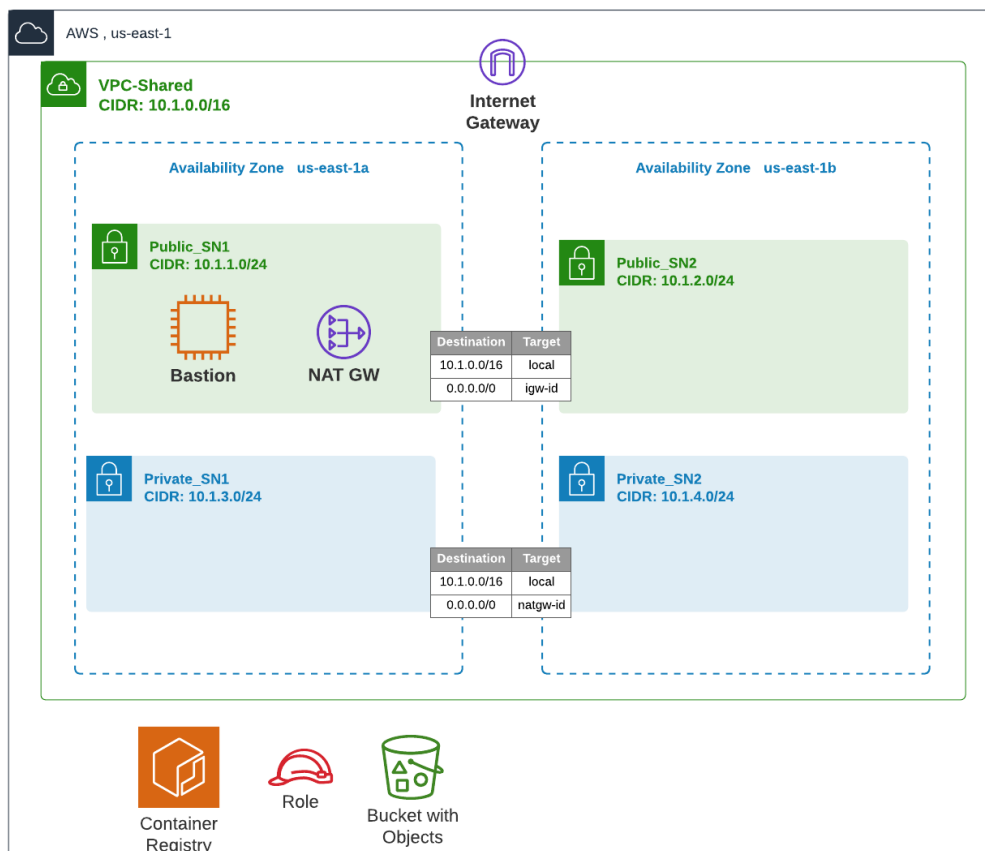 AWS , us-east-1
VPC-Shared
CIDR: 10.1.0.0/16
Internet
Gateway
Availability Zone us-east-1a
Availability Zone us-east-1b
Public_SN1
CIDR: 10.1.1.0/24
Public_SN2
CIDR: 10.1.2.0/24
Bastion
NAT GW
Destination Target
10.1.0.0/16 local
0.0.0.0/0 igw-id
Private_SN1
CIDR: 10.1.3.0/24
Private_SN2
CIDR: 10.1.4.0/24
Destination Target
10.1.0.0/16 local
0.0.0.0/0 natgw-id
Container
Registry
Role
Bucket with
Objects